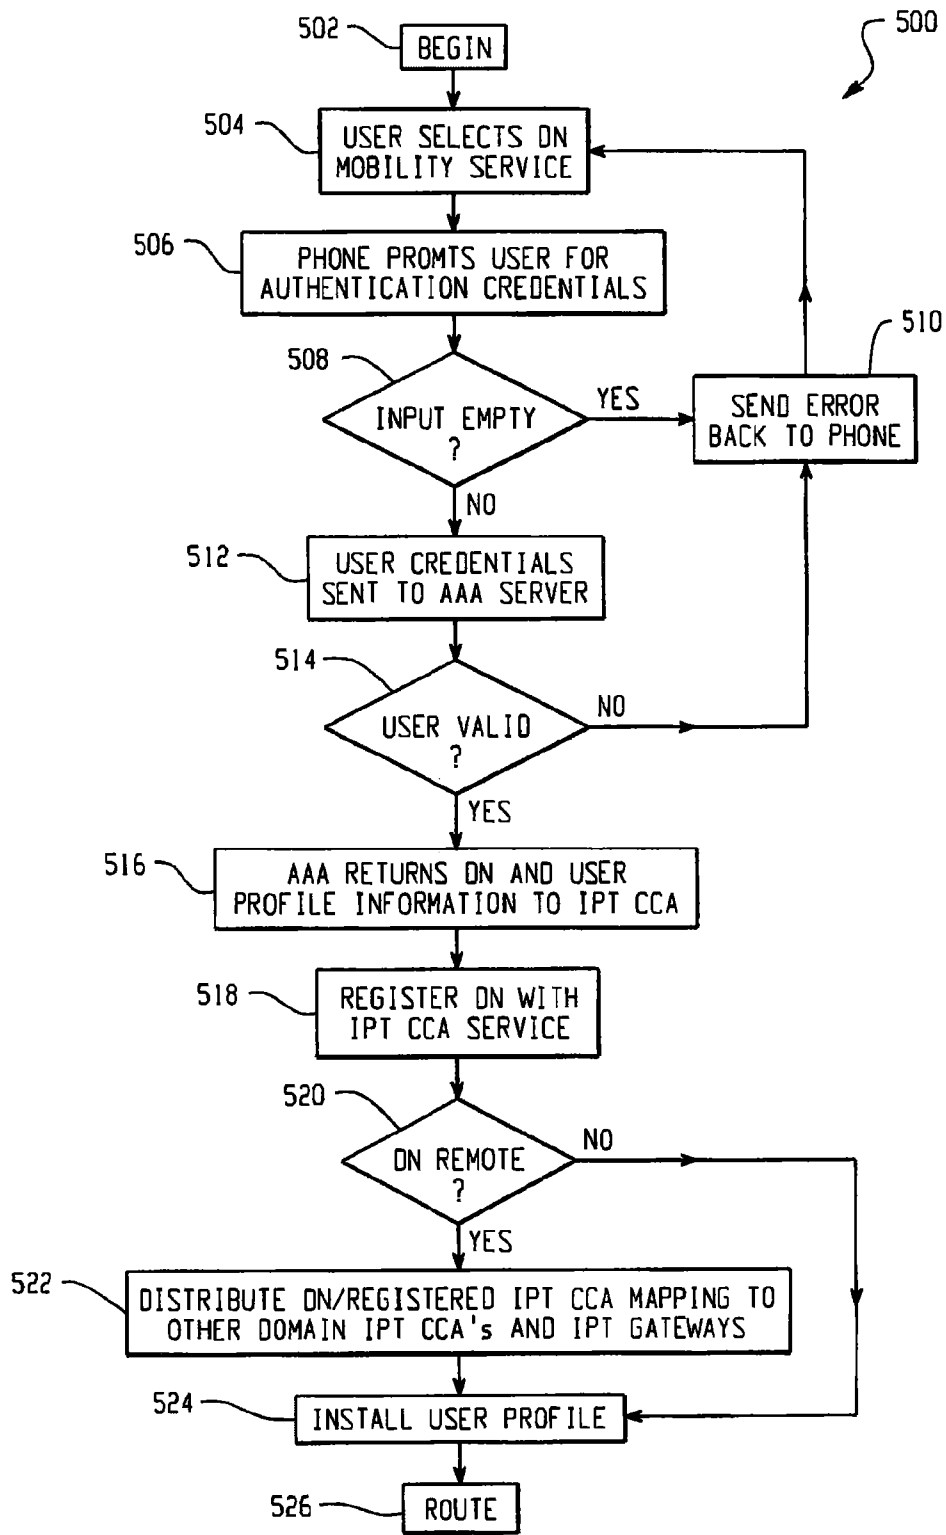 500
502
BEGIN
504
USER SELECTS DN
MOBILITY SERVICE
506
PHONE PROMTS USER FOR
AUTHENTICATION CREDENTIALS
508
INPUT EMPTY
?
YES
510
SEND ERROR
BACK TO PHONE
NO
512
USER CREDENTIALS
SENT TO AAA SERVER
514
USER VALID
?
NO
YES
516
AAA RETURNS DN AND USER
PROFILE INFORMATION TO IPT CCA
518
REGISTER DN WITH
IPT CCA SERVICE
520
DN REMOTE
?
NO
YES
522
DISTRIBUTE DN/REGISTERED IPT CCA MAPPING TO
OTHER DOMAIN IPT CCA's AND IPT GATEWAYS
524
INSTALL USER PROFILE
526
ROUTE